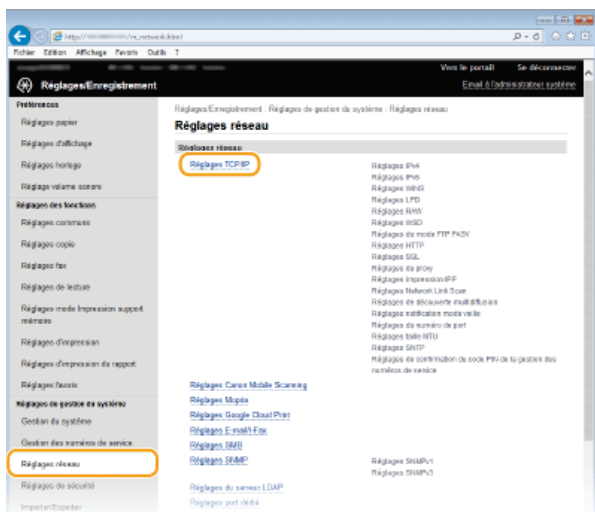 http://
/m_network.html
Fichier Edition Affichage Favoris Outils ?
Vers le portail Se déconnecter
Réglages/Enregistrement
Email à l'administrateur système
Préférences
Réglages papier
Réglages d'affichage
Réglages horloge
Réglage volume sonore
Réglages des fonctions
Réglages communs
Réglages copie
Réglages fax
Réglages de lecture
Réglages mode Impression support
mémoire
Réglages d'impression
Réglages d'impression du rapport
Réglages favoris
Réglages de gestion du système
Gestion du système
Gestion des numéros de service
Réglages réseau
Réglages de sécurité
Importer/Exporter
Réglages/Enregistrement : Réglages de gestion du système : Réglages réseau
Réglages réseau
Réglages réseau
Réglages TCP/IP
Réglages IPv4
Réglages IPv6
Réglages WINS
Réglages LPD
Réglages RAW
Réglages WSD
Réglages du mode FTP PASV
Réglages HTTP
Réglages SSL
Réglages du proxy
Réglages impression IPP
Réglages Network Link Scan
Réglages de découverte multidiffusion
Réglages notification mode veille
Réglages du numéro de port
Réglages taille MTU
Réglages SNTP
Réglages de confirmation du code PIN de la gestion des
numéros de service
Réglages Canon Mobile Scanning
Réglages Mopria
Réglages Google Cloud Print
Réglages E-mail/I-Fax
Réglages SMB
Réglages SNMP
Réglages SNMPv1
Réglages SNMPv3
Réglages du serveur LDAP
Réglages port dédié